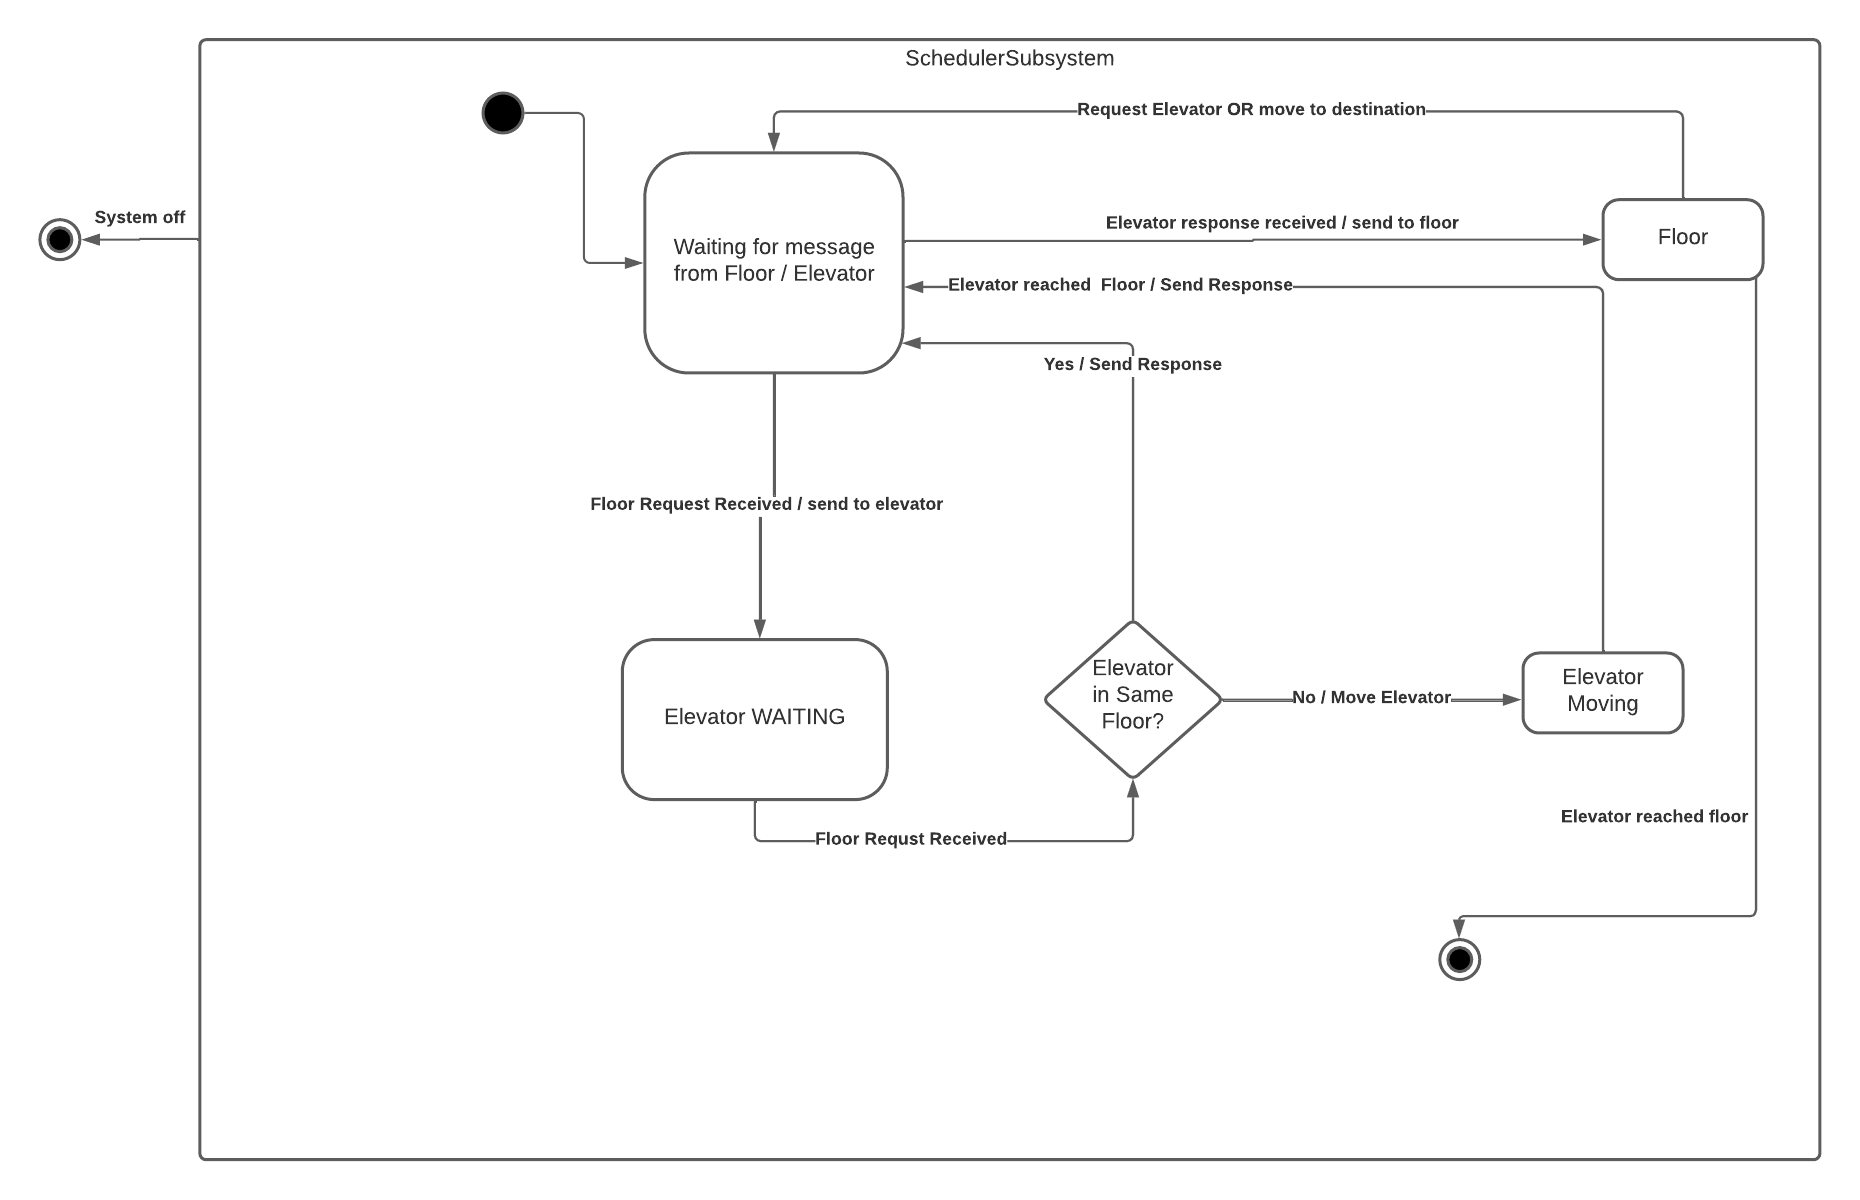 SchedulerSubsystem
Request Elevator OR move to destination
System off
Elevator response received / send to floor
Floor
Waiting for message
from Floor / Elevator
Elevator reached  Floor / Send Response
Yes / Send Response
Floor Request Received / send to elevator
Elevator WAITING
Elevator
in Same
Floor?
No / Move Elevator
Elevator
Moving
Elevator reached floor
Floor Requst Received